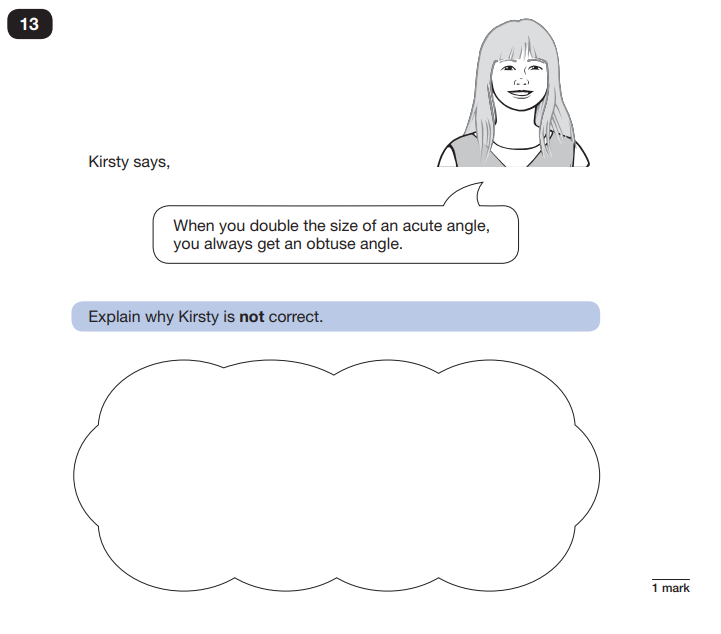 13
Kirsty says,
When you double the size of an acute angle,
you always get an obtuse angle.
Explain why Kirsty is not correct.
1 mark